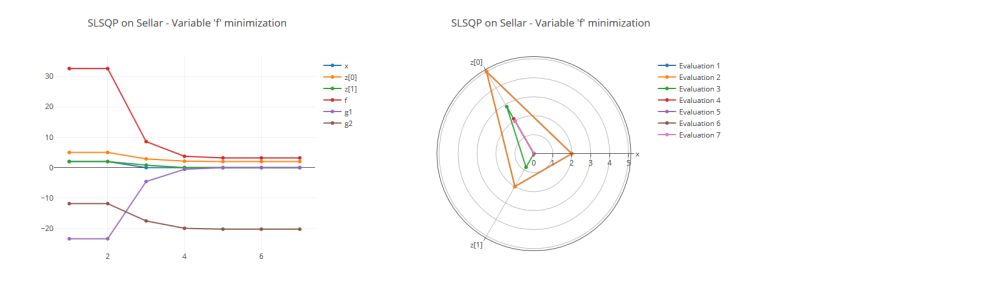 SLSQP on Sellar - Variable 'f' minimization
30
20
10
0
−10
−20
2
4
6
x
z[0]
z[1]
f
g1
g2
SLSQP on Sellar - Variable 'f' minimization
z[0]
z[1]
x
0
1
2
3
4
5
Evaluation 1
Evaluation 2
Evaluation 3
Evaluation 4
Evaluation 5
Evaluation 6
Evaluation 7